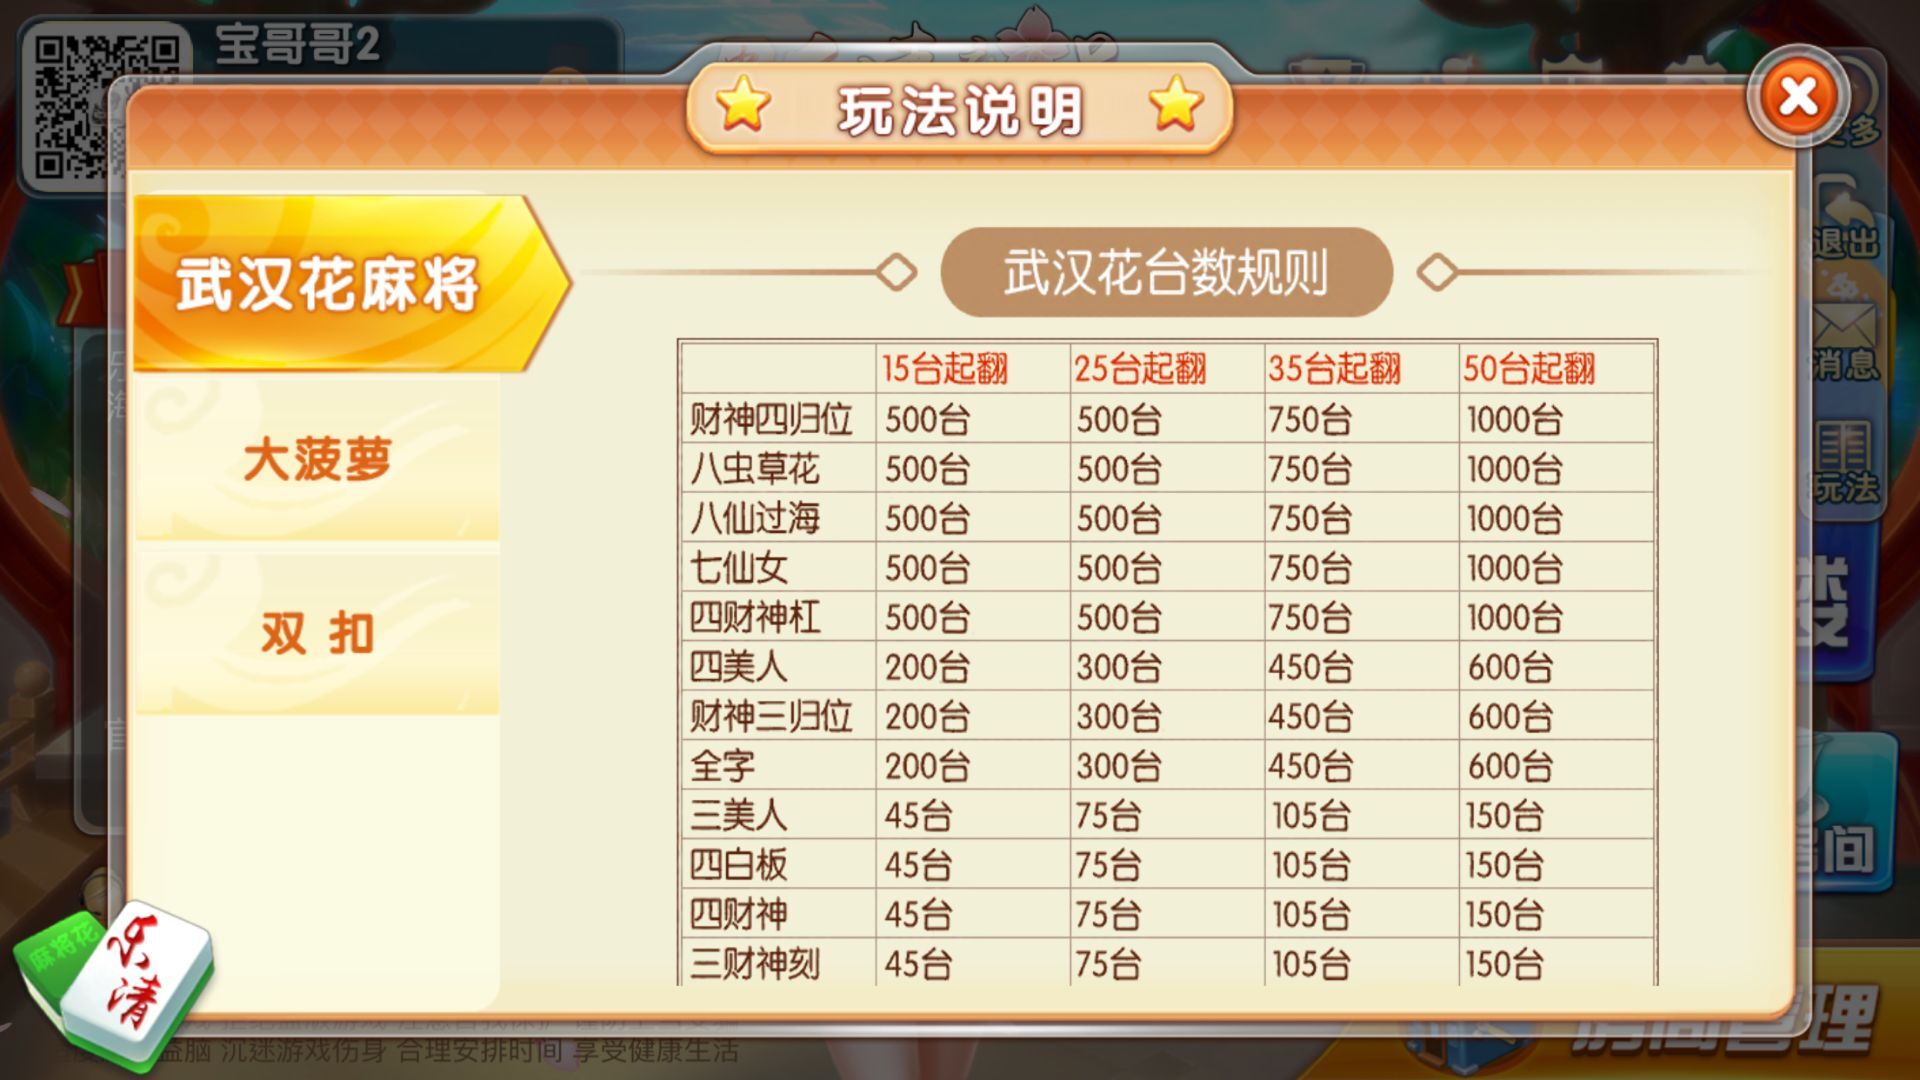 宝哥哥2
玩法说明
更多
武汉花麻将
武汉花台数规则
退出
消息
15台起翻 25台起翻 35台起翻 50台起翻
财神四归位 500台 500台 750台 1000台
八虫草花 500台 500台 750台 1000台
大菠萝
八仙过海 500台 500台 750台 1000台
玩法
七仙女 500台 500台 750台 1000台
双扣
四财神杠 500台 500台 750台 1000台
四美人 200台 300台 450台 600台
财神三归位 200台 300台 450台 600台
全字 200台 300台 450台 600台
三美人 45台 75台 105台 150台
四白板 45台 75台 105台 150台
间
四财神 45台 75台 105台 150台
三财神刻 45台 75台 105台 150台
麻将花
乐清
房间管理
益脑 沉迷游戏伤身 合理安排时间 享受健康生活